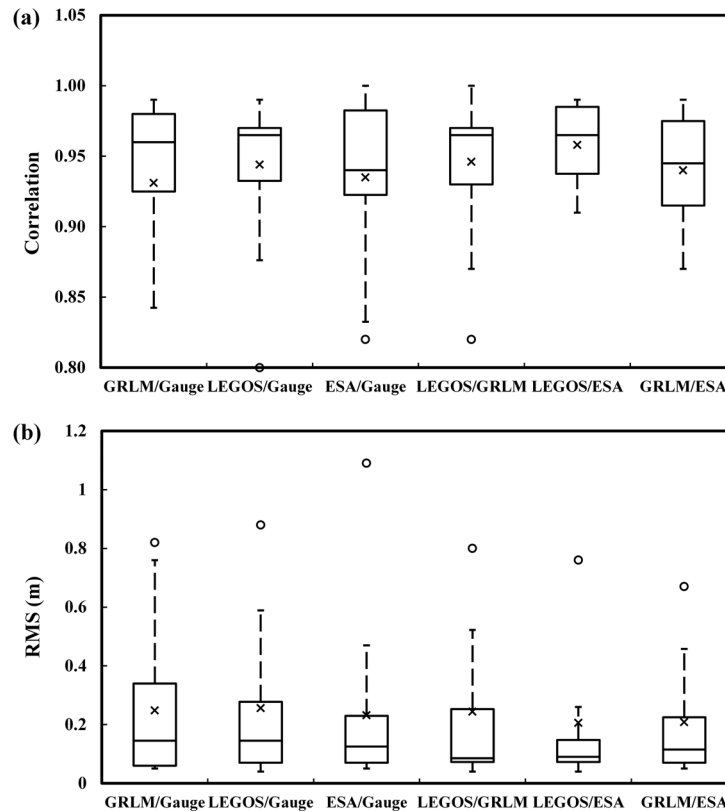 (a)
1.05
1.00
0.95
0.90
0.85
0.80
Correlation
GRLM/Gauge LEGOS/Gauge ESA/Gauge LEGOS/GRLM LEGOS/ESA GRLM/ESA
(b)
1.2
1
0.8
0.6
0.4
0.2
0
RMS (m)
GRLM/Gauge LEGOS/Gauge ESA/Gauge LEGOS/GRLM LEGOS/ESA GRLM/ESA